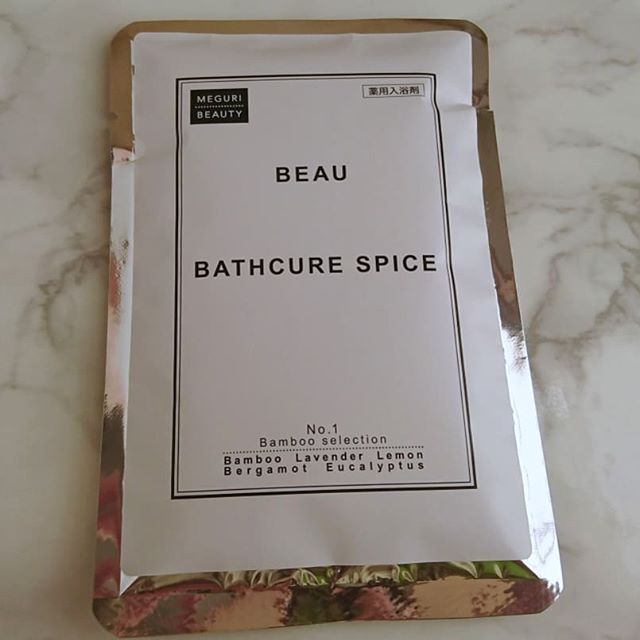 MEGURI
BEAUTY
薬用入浴剤
BEAU
BATHCURE SPICE
No.1
Bamboo selection
Bamboo Lavender Lemon
Bergamot Eucalyptus